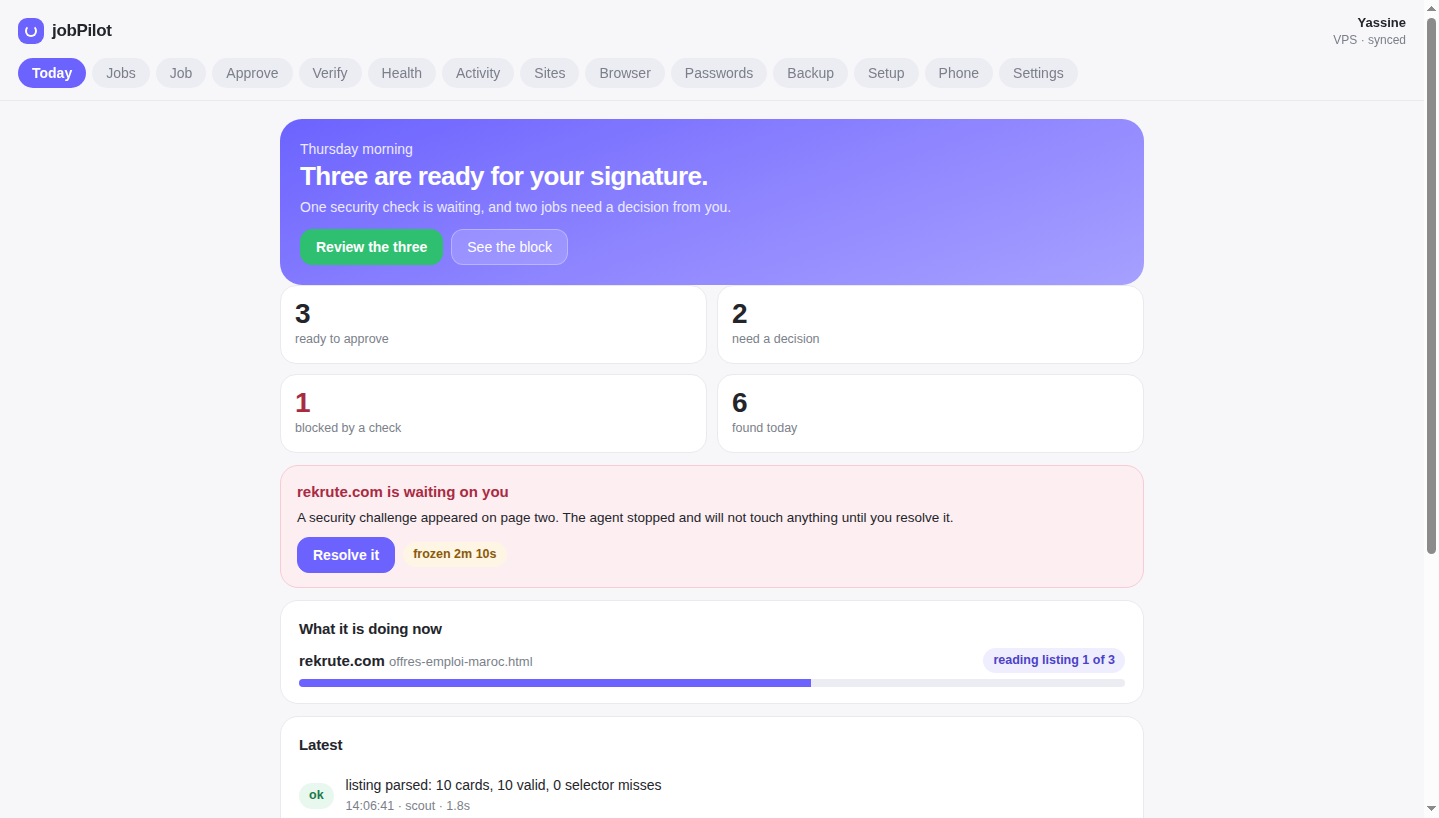 jobPilot
Yassine
VPS · synced
Today
Jobs
Job
Approve
Verify
Health
Activity
Sites
Browser
Passwords
Backup
Setup
Phone
Settings
Thursday morning
Three are ready for your signature.
One security check is waiting, and two jobs need a decision from you.
Review the three
See the block
3
ready to approve
2
need a decision
1
blocked by a check
6
found today
rekrute.com is waiting on you
A security challenge appeared on page two. The agent stopped and will not touch anything until you resolve it.
Resolve it
frozen 2m 10s
What it is doing now
rekrute.com offres-emploi-maroc.html
reading listing 1 of 3
Latest
ok
listing parsed: 10 cards, 10 valid, 0 selector misses
14:06:41 · scout · 1.8s